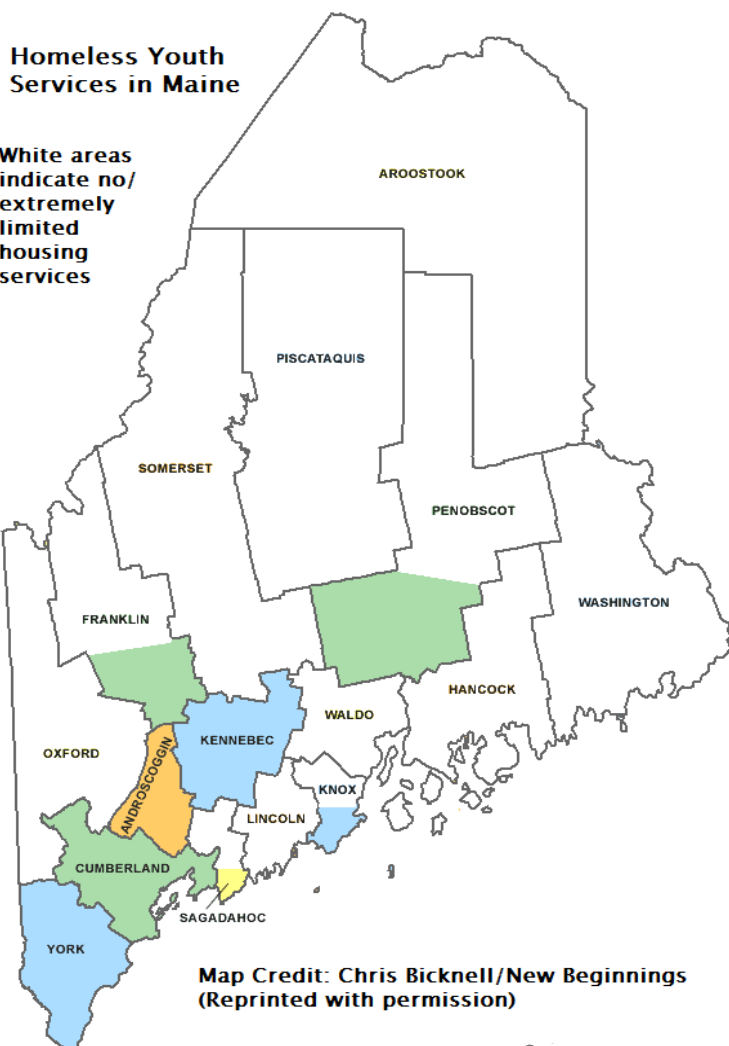 Homeless Youth
Services in Maine
White areas
indicate no/
extremely
limited
housing
services
AROOSTOOK
PISCATAQUIS
SOMERSET
PENOBSCOT
WASHINGTON
FRANKLIN
HANCOCK
WALDO
KENNEBEC
OXFORD
ANDROSCOGGIN
KNOX
LINCOLN
CUMBERLAND
SAGADAHOC
YORK
Map Credit: Chris Bicknell/New Beginnings
(Reprinted with permission)